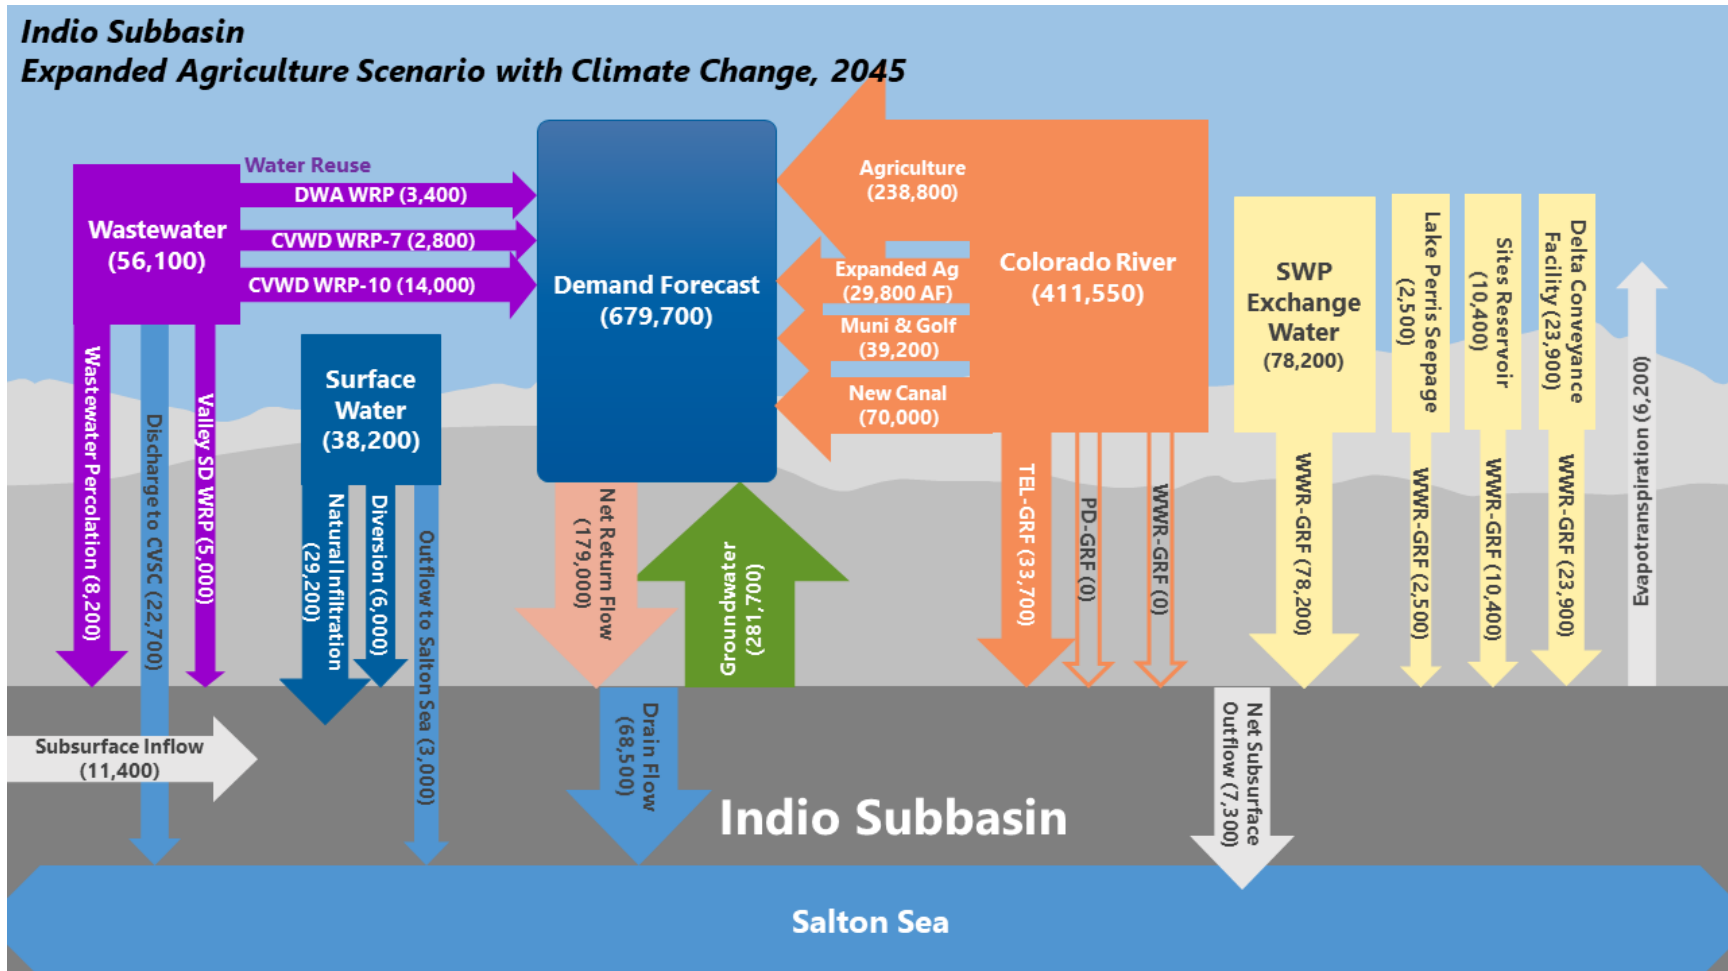 Indio Subbasin
Expanded Agriculture Scenario with Climate Change, 2045
Water Reuse
DWA WRP (3,400)
CVWD WRP-7 (2,800)
CVWD WRP-10 (14,000)
Wastewater
(56,100)
Wastewater Percolation (8,200)
Discharge to CVSC (22,700)
Valley SD WRP (5,000)
Surface
Water
(38,200)
Natural Infiltration
(29,200)
Diversion (6,000)
Outflow to Salton Sea (3,000)
Demand Forecast
(679,700)
Net Return Flow
(179,000)
Groundwater
(281,700)
Agriculture
(238,800)
Expanded Ag
(29,800 AF)
Muni & Golf
(39,200)
New Canal
(70,000)
Colorado River
(411,550)
TEL-GRF (33,700)
PD-GRF (0)
WWR-GRF (0)
SWP
Exchange
Water
(78,200)
WWR-GRF (78,200)
Lake Perris Seepage
(2,500)
WWR-GRF (2,500)
Sites Reservoir
(10,400)
WWR-GRF (10,400)
Delta Conveyance
Facility (23,900)
WWR-GRF (23,900)
Evapotranspiration (6,200)
Subsurface Inflow
(11,400)
Drain Flow
(68,500)
Net Subsurface
Outflow (7,300)
Indio Subbasin
Salton Sea